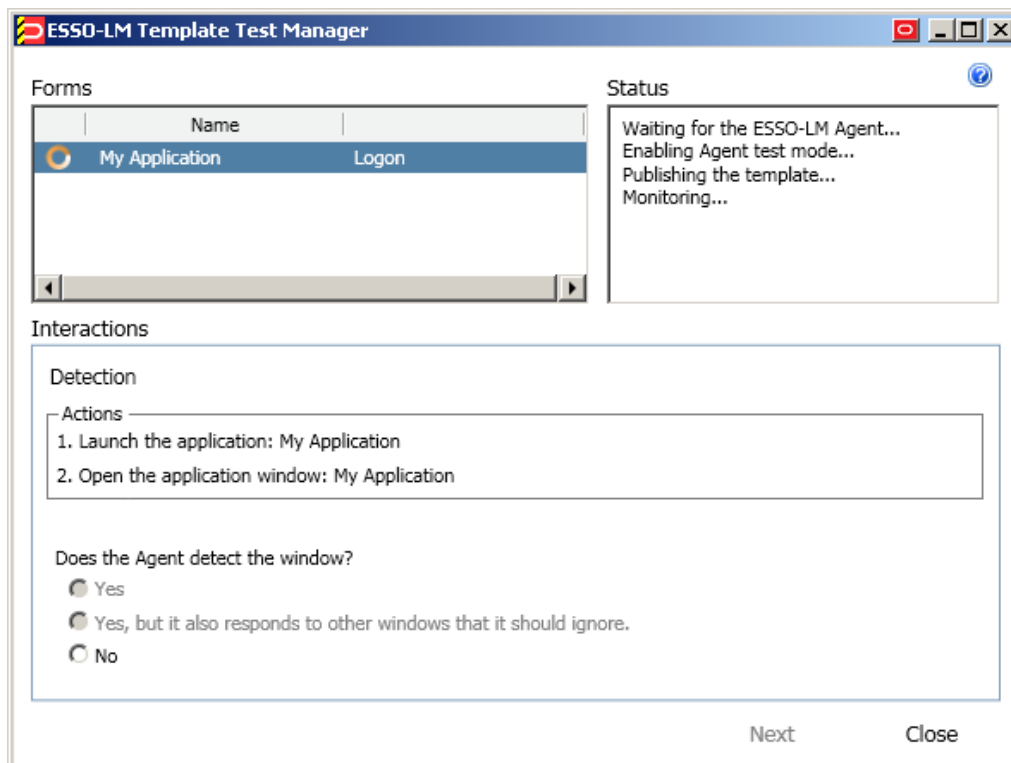 ESSO-LM Template Test Manager
Forms
Name
My Application Logon
Status
Waiting for the ESSO-LM Agent...
Enabling Agent test mode...
Publishing the template...
Monitoring...
Interactions
Detection
Actions
1. Launch the application: My Application
2. Open the application window: My Application
Does the Agent detect the window?
Yes
Yes, but it also responds to other windows that it should ignore.
No
Next Close